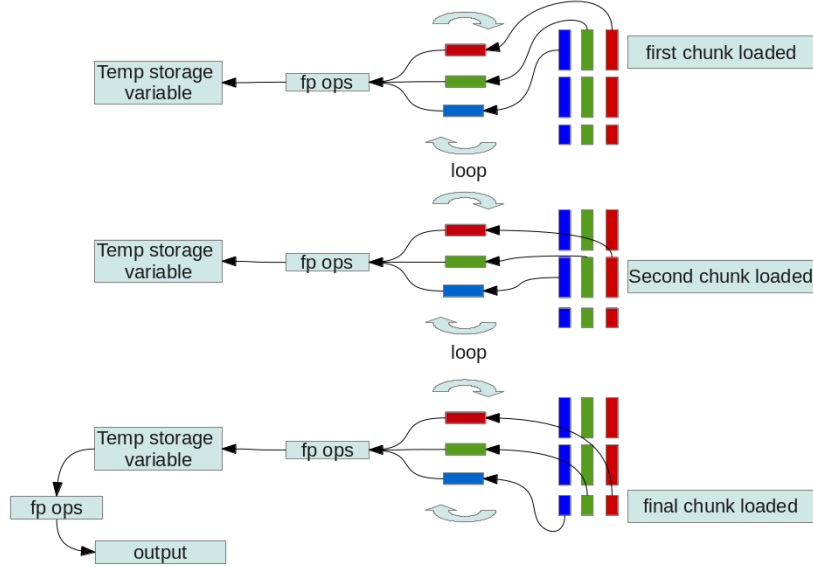 first chunk loaded
Temp storage
variable
fp ops
loop
Temp storage
variable
fp ops
Second chunk loaded
loop
Temp storage
variable
fp ops
fp ops
final chunk loaded
output